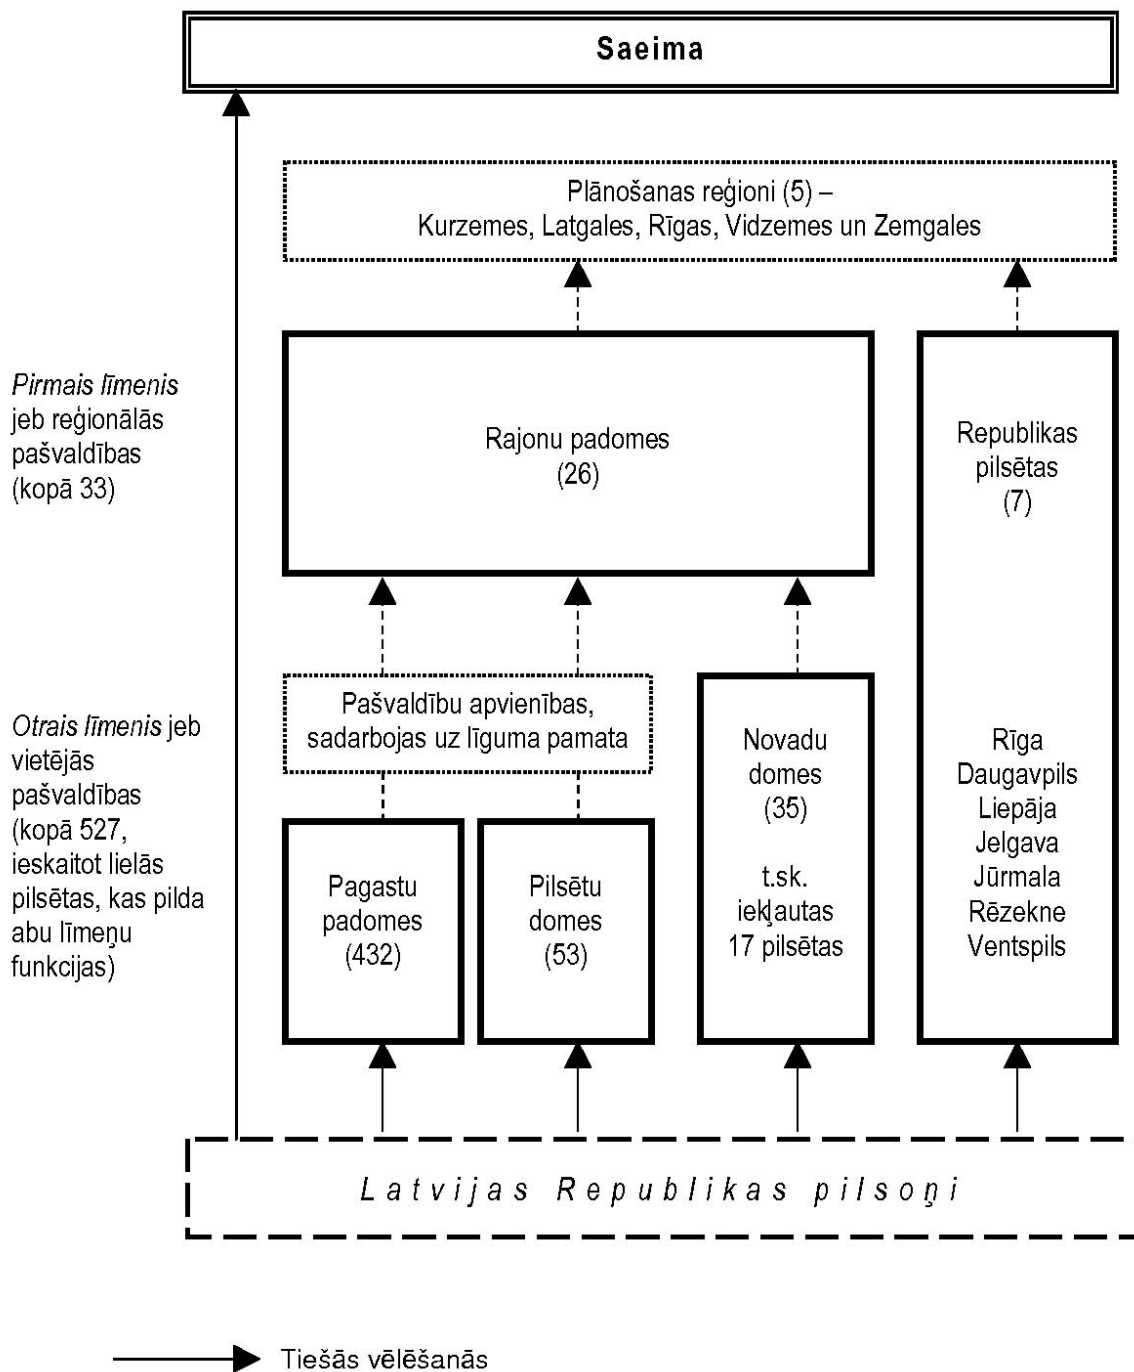 Saeima
Plānošanas reģioni (5) –
Kurzemes, Latgales, Rīgas, Vidzemes un Zemgales
Pirmais līmenis
jeb reģionālās
pašvaldības
(kopā 33)
Rajonu padomes
(26)
Republikas
pilsētas
(7)
Rīga
Daugavpils
Liepāja
Jelgava
Jūrmala
Rēzekne
Ventspils
Otrais līmenis jeb
vietējās
pašvaldības
(kopā 527,
ieskaitot lielās
pilsētas, kas pilda
abu līmeņu
funkcijas)
Pašvaldību apvienības,
sadarbojas uz līguma pamata
Pagastu
padomes
(432)
Pilsētu
domes
(53)
Novadu
domes
(35)
t.sk.
iekļautas
17 pilsētas
Latvijas Republikas pilsoņi
Tiešās vēlēšanās